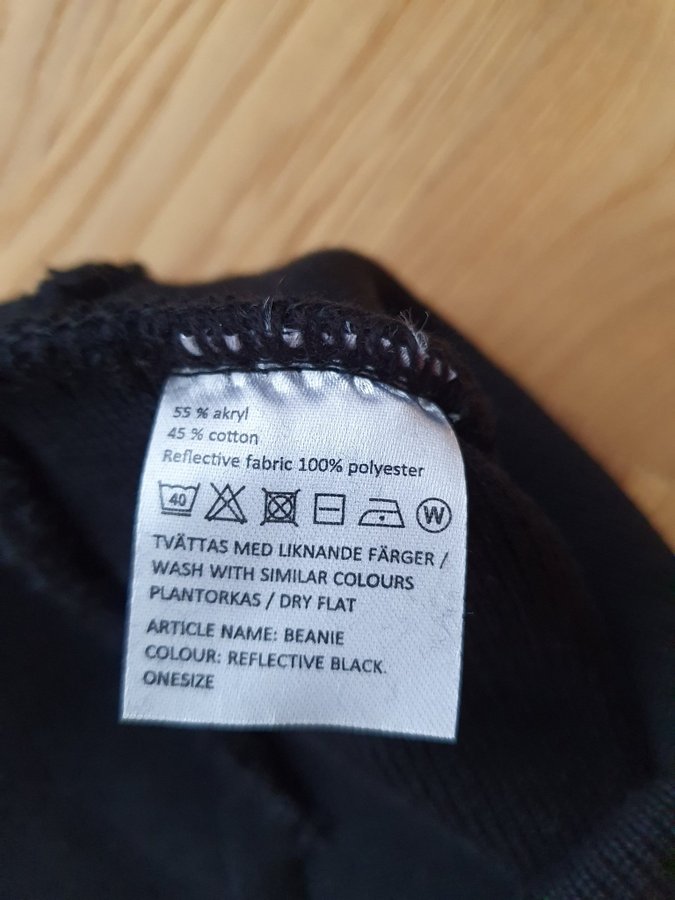 55 % akryl
45 % cotton
Reflective fabric 100% polyester
40 W
TVÄTTAS MED LIKNANDE FÄRGER /
WASH WITH SIMILAR COLOURS
PLANTORKAS / DRY FLAT
ARTICLE NAME: BEANIE
COLOUR: REFLECTIVE BLACK.
ONESIZE